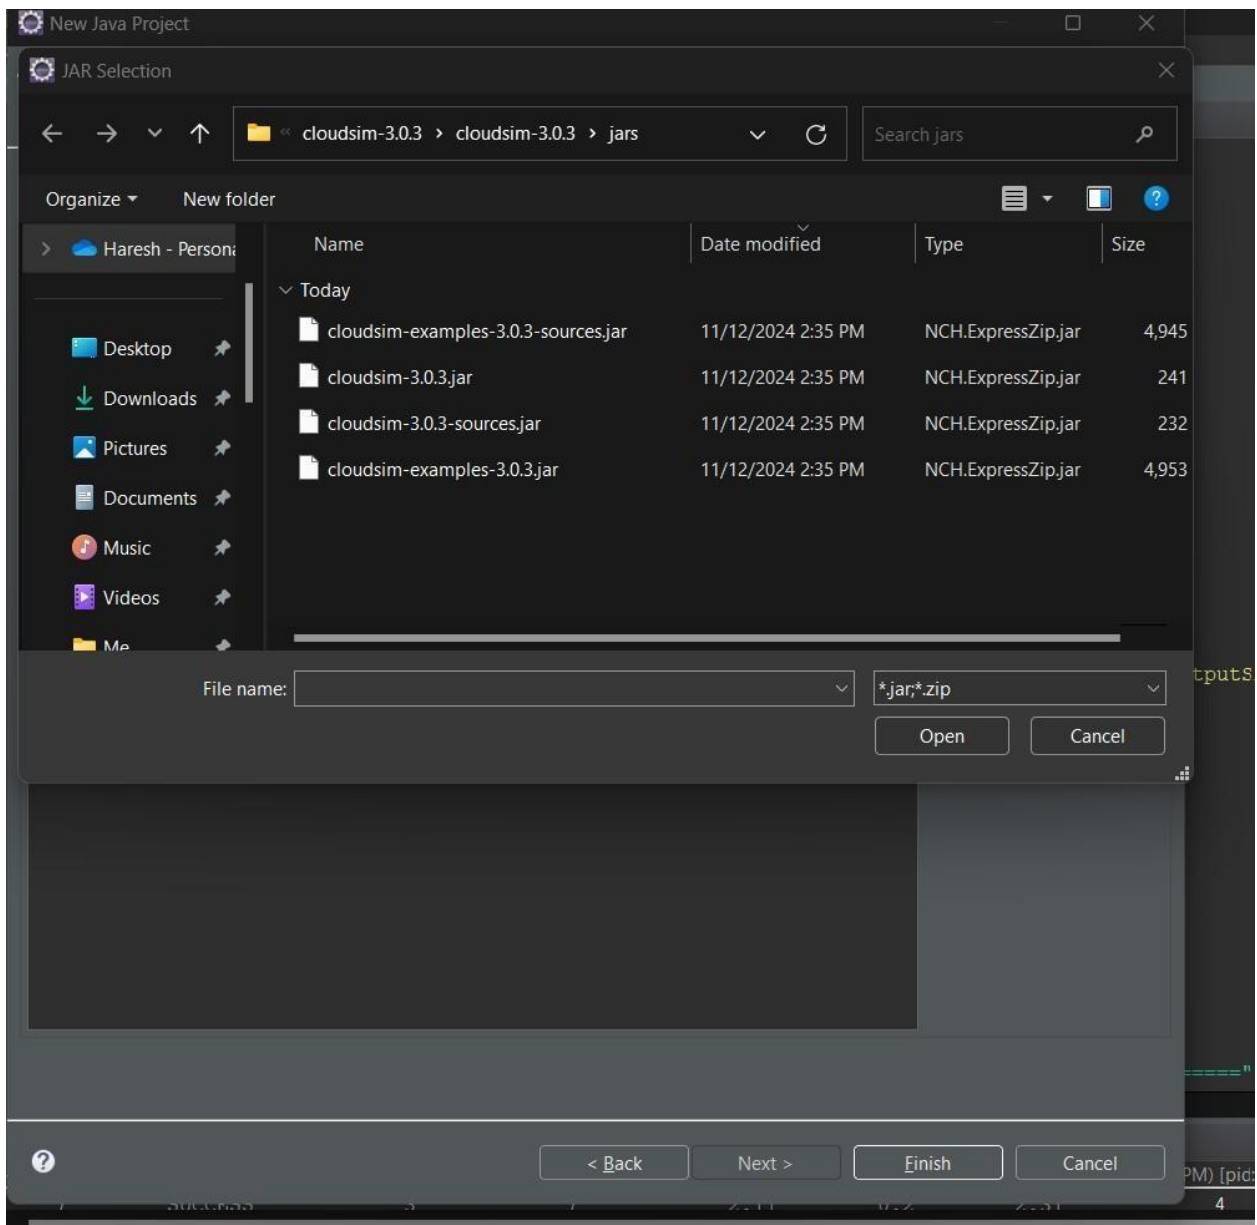 New Java Project
JAR Selection
« cloudsim-3.0.3 > cloudsim-3.0.3 > jars
Search jars
Organize
New folder
Haresh - Persona
Name Date modified Type Size
Today
cloudsim-examples-3.0.3-sources.jar 11/12/2024 2:35 PM NCH.ExpressZip.jar 4,945
cloudsim-3.0.3.jar 11/12/2024 2:35 PM NCH.ExpressZip.jar 241
cloudsim-3.0.3-sources.jar 11/12/2024 2:35 PM NCH.ExpressZip.jar 232
cloudsim-examples-3.0.3.jar 11/12/2024 2:35 PM NCH.ExpressZip.jar 4,953
Desktop
Downloads
Pictures
Documents
Music
Videos
Me
File name:
*.jar;*.zip
tputS
Open
Cancel
====="
< Back
Next >
Finish
Cancel
PM) [pid:
4